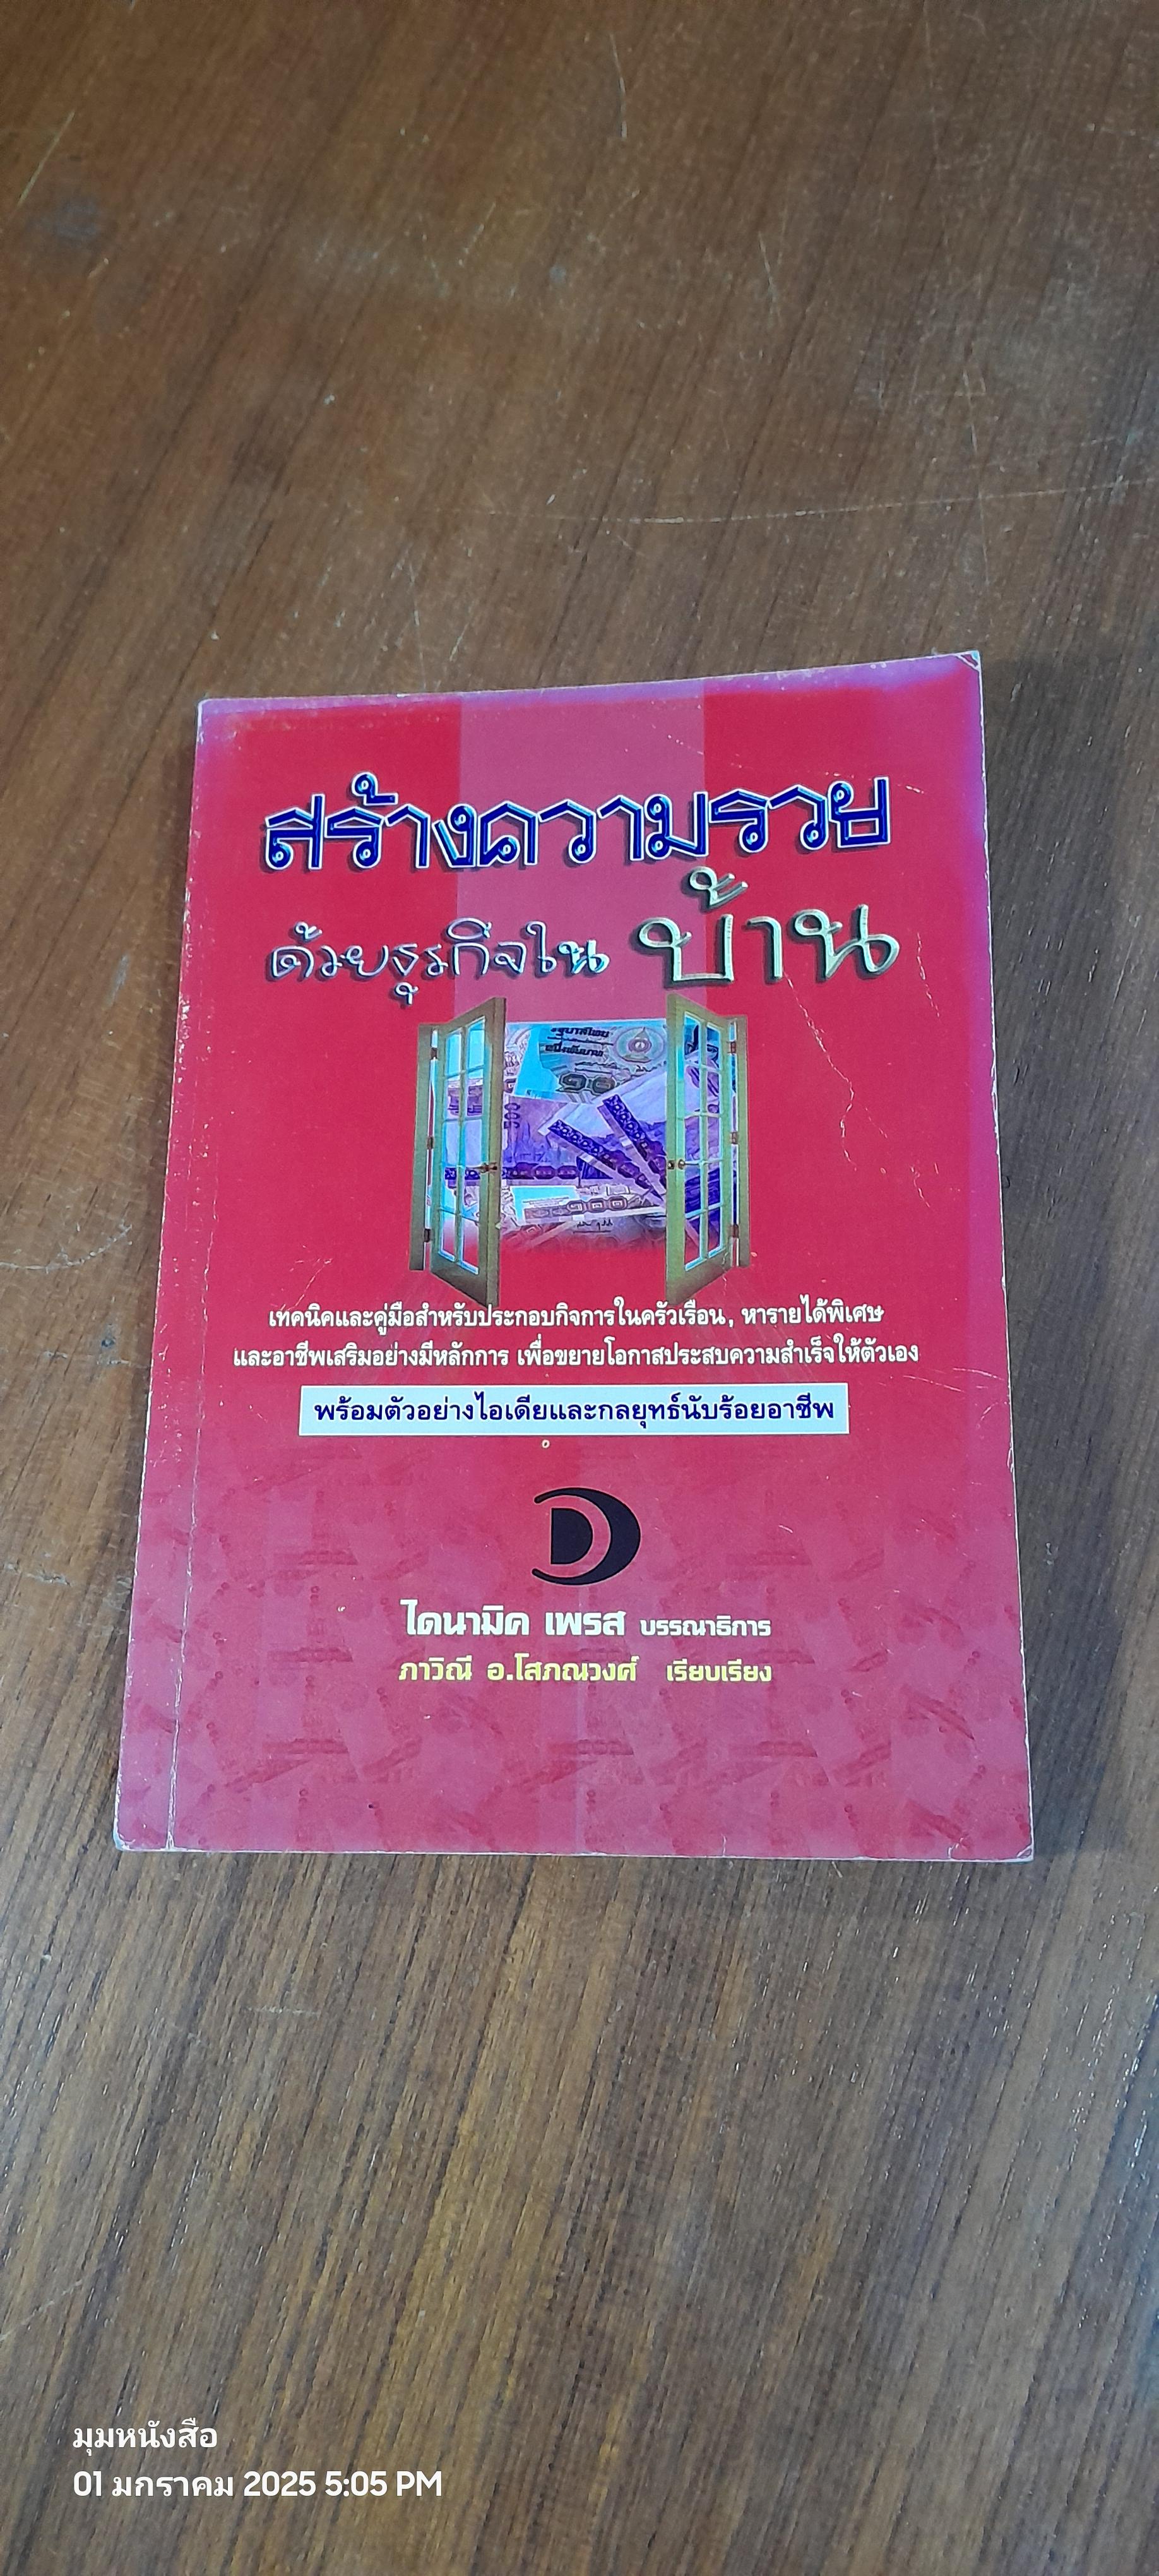 สร้างความรวย
ด้วยธุรกิจใน บ้าน
รัฐบาลไทย
500
เทคนิคและคู่มือสำหรับประกอบกิจการในครัวเรือน, หารายได้พิเศษ
และอาชีพเสริมอย่างมีหลักการ เพื่อขยายโอกาสประสบความสำเร็จให้ตัวเอง
พร้อมตัวอย่างไอเดียและกลยุทธ์นับร้อยอาชีพ
D
ไดนามิค เพรส บรรณาธิการ
ภาวิณี อ.โสภณวงศ์ เรียบเรียง
มุมหนังสือ
01 มกราคม 2025 5:05 PM